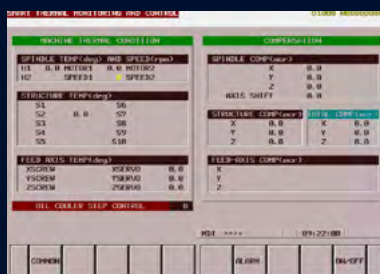 SMART THERMAL MONITORING AND CONTROL
MACHINE THERMAL CONDITION
SPINDLE TEMP(deg) AND SPEED(rpm)
H1 0.0 MOTOR1 0.0 MOTOR2
H2 SPEED1 SPEED2
STRUCTURE TEMP(deg)
S1 S6
S2 0.0 S7
S3 S8
S4 S9
S5 S10
FEED AXIS TEMP(deg)
XSCREW XSERVO 0.0
YSCREW YSERVO 0.0
ZSCREW ZSERVO 0.0
OIL COOLER STEP CONTROL 0
COMPENSATION
SPINDLE COMP(mcr)
X 0.0
Y 0.0
Z 0.0
AXIS SHIFT 0.0
STRUCTURE COMP(mcr) TOTAL COMP(mcr)
X 0.0 X 0.0
Y 0.0 Y 0.0
Z 0.0 Z 0.0
FEED-AXIS COMP(mcr)
X
Y
Z
MDI **** 09:22:00
COMMON ALARM ON/OFF